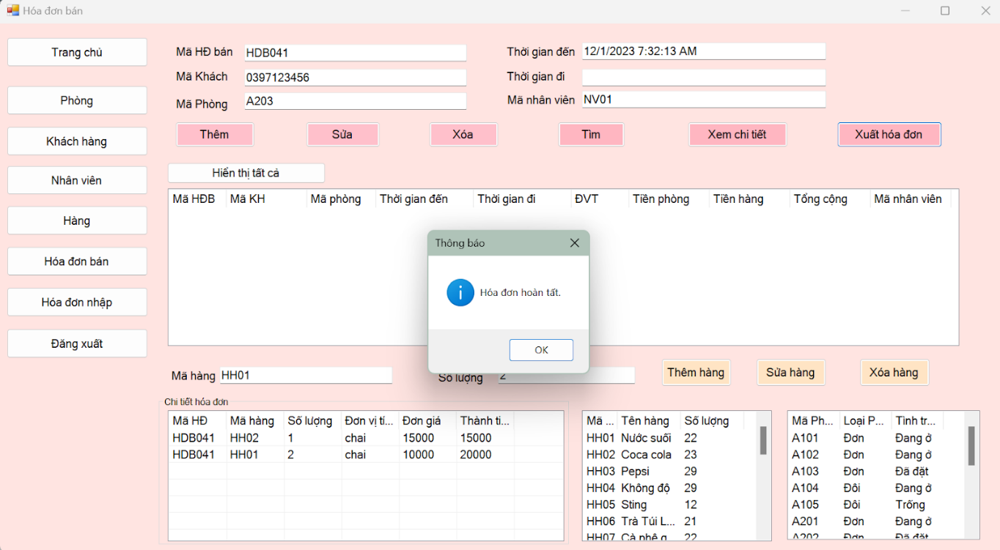 Hóa đơn bán
Trang chủ
Phòng
Khách hàng
Nhân viên
Hàng
Hóa đơn bán
Hóa đơn nhập
Đăng xuất
Mã HĐ bán HDB041 Thời gian đến 12/1/2023 7:32:13 AM
Mã Khách 0397123456 Thời gian đi
Mã Phòng A203 Mã nhân viên NV01
Thêm Sửa Xóa Tìm Xem chi tiết Xuất hóa đơn
Hiển thị tất cả
Mã HĐB Mã KH Mã phòng Thời gian đến Thời gian đi ĐVT Tiền phòng Tiền hàng Tổng cộng Mã nhân viên
Thông báo
Hóa đơn hoàn tất.
OK
Mã hàng HH01 Số lượng 2 Thêm hàng Sửa hàng Xóa hàng
Chi tiết hóa đơn
Mã HĐ Mã hàng Số lượng Đơn vị tí... Đơn giá Thành ti...
HDB041 HH02 1 chai 15000 15000
HDB041 HH01 2 chai 10000 20000
Mã ... Tên hàng Số lượng
HH01 Nước suối 22
HH02 Coca cola 23
HH03 Pepsi 29
HH04 Không độ 29
HH05 Sting 12
HH06 Trà Túi L... 21
HH07 Cà phê g... 22
Mã Ph... Loại P... Tình tr...
A101 Đơn Đang ở
A102 Đơn Đang ở
A103 Đơn Đã đặt
A104 Đôi Đang ở
A105 Đôi Trống
A201 Đơn Đang ở
A202 Đơn Đã đặt